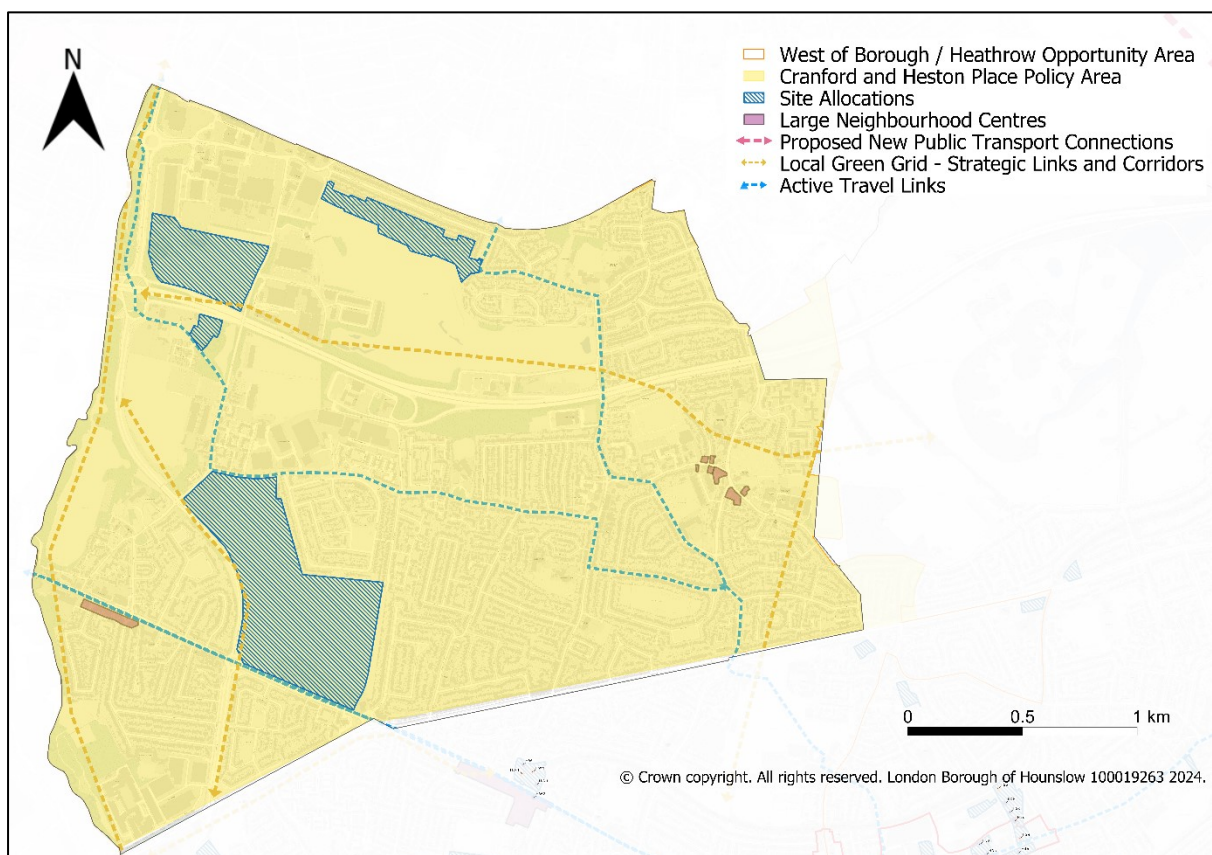 N
West of Borough / Heathrow Opportunity Area
Cranford and Heston Place Policy Area
Site Allocations
Large Neighbourhood Centres
Proposed New Public Transport Connections
Local Green Grid - Strategic Links and Corridors
Active Travel Links
0 0.5 1 km
© Crown copyright. All rights reserved. London Borough of Hounslow 100019263 2024.